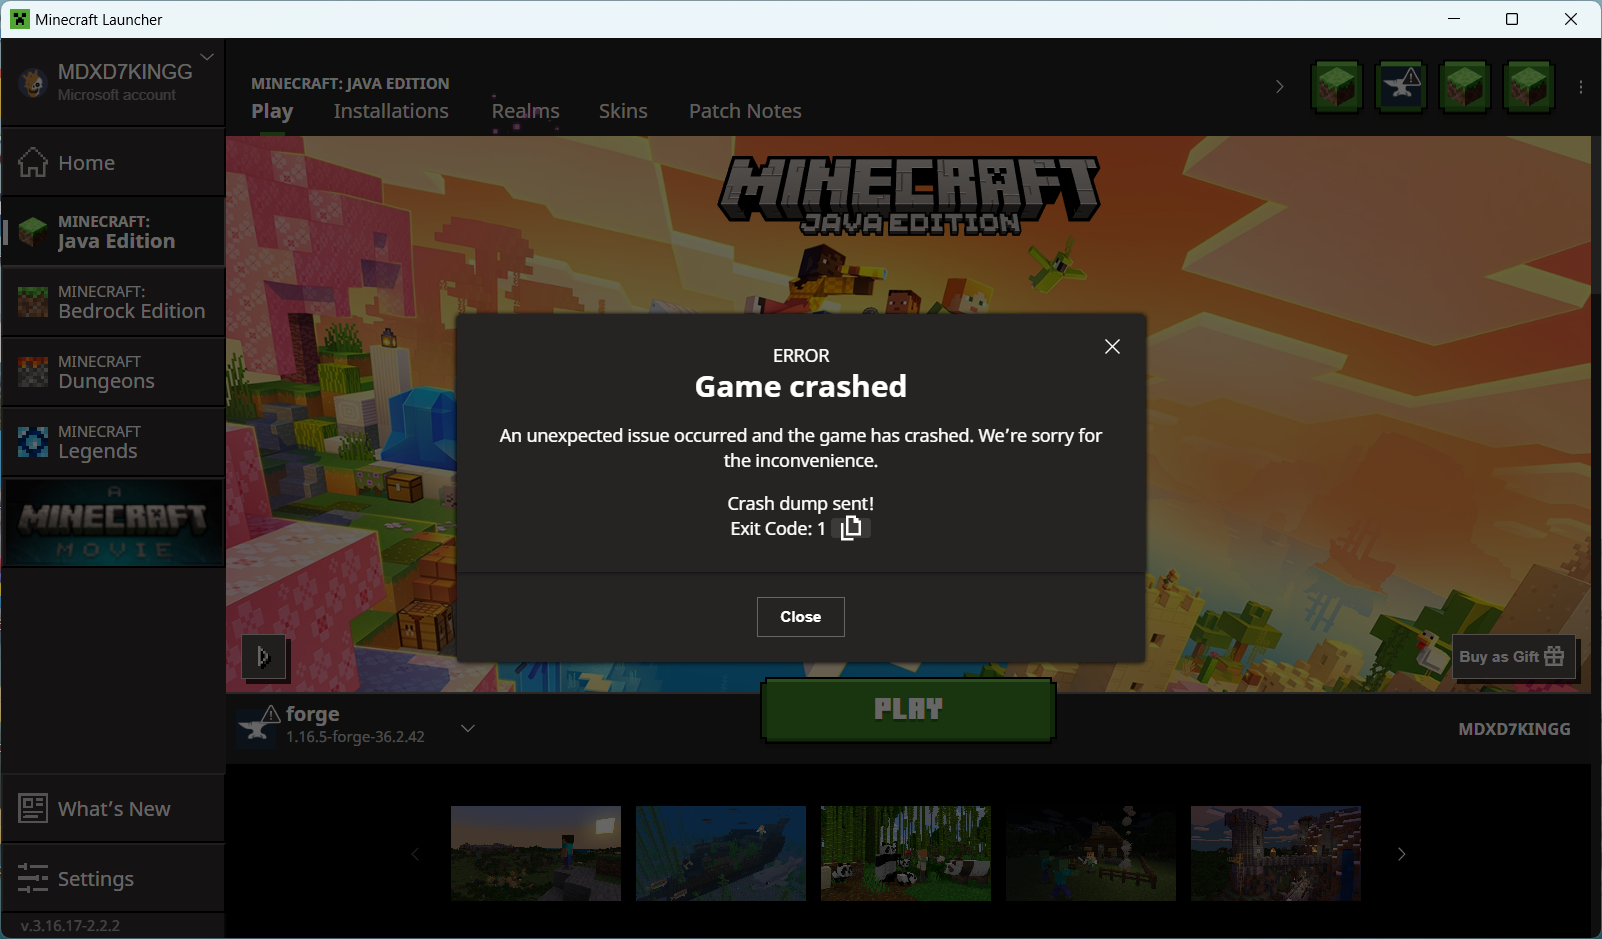 Minecraft Launcher
MDXD7KINGG
Microsoft account
MINECRAFT: JAVA EDITION
Play
Installations
Realms
Skins
Patch Notes
Home
MINECRAFT:
Java Edition
MINECRAFT:
Bedrock Edition
MINECRAFT
Dungeons
MINECRAFT
Legends
A
MINECRAFT
MOVIE
What's New
Settings
v.3.16.17-2.2.2
MINECRAFT
JAVA EDITION
ERROR
Game crashed
An unexpected issue occurred and the game has crashed. We're sorry for
the inconvenience.
Crash dump sent!
Exit Code: 1
Close
Buy as Gift
forge
1.16.5-forge-36.2.42
PLAY
MDXD7KINGG